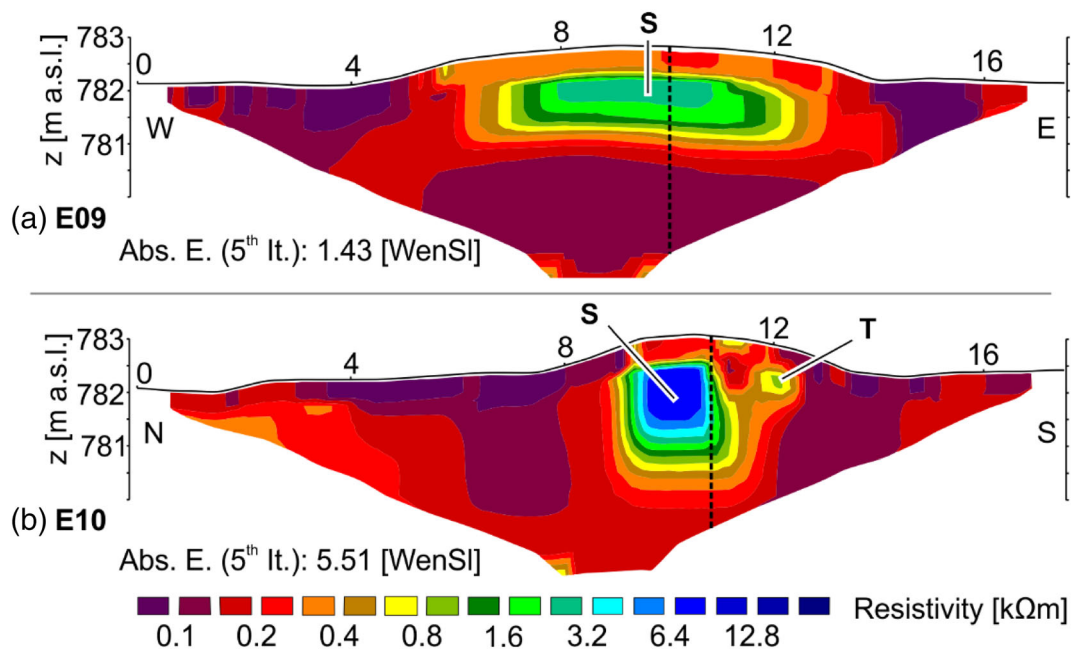 S
783
0 4 8 12 16
782
781
z [m a.s.l.]
W E
(a) E09
Abs. E. (5th It.): 1.43 [WenSl]
S T
783
0 4 8 12 16
782
781
z [m a.s.l.]
N S
(b) E10
Abs. E. (5th It.): 5.51 [WenSl]
Resistivity [kΩm]
0.1 0.2 0.4 0.8 1.6 3.2 6.4 12.8